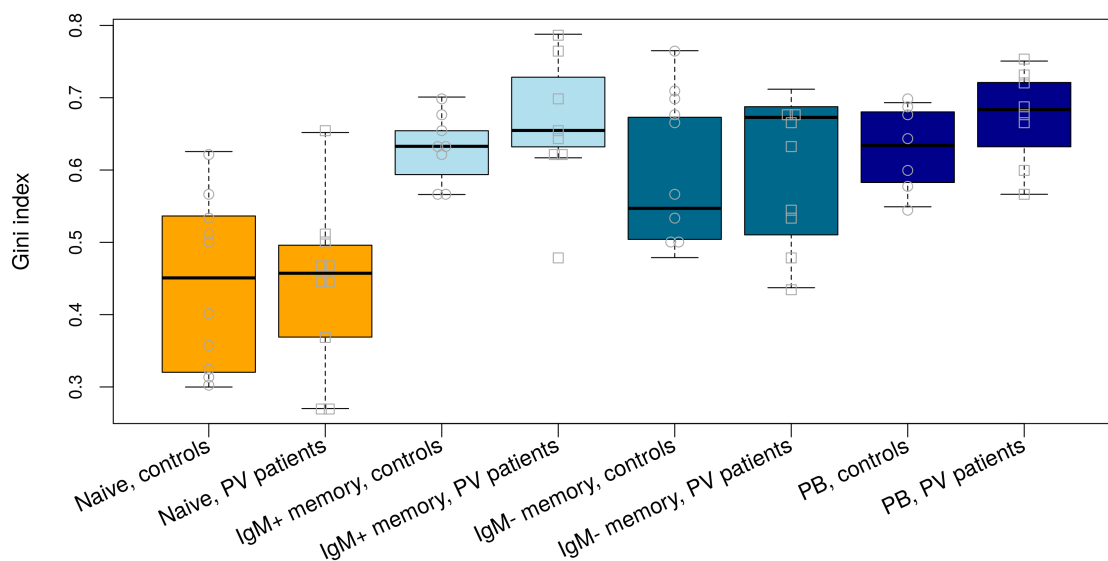 0.8
0.7
0.6
0.5
0.4
0.3
Gini index
Naive, controls
Naive, PV patients
IgM+ memory, controls
IgM+ memory, PV patients
IgM- memory, controls
IgM- memory, PV patients
PB, controls
PB, PV patients